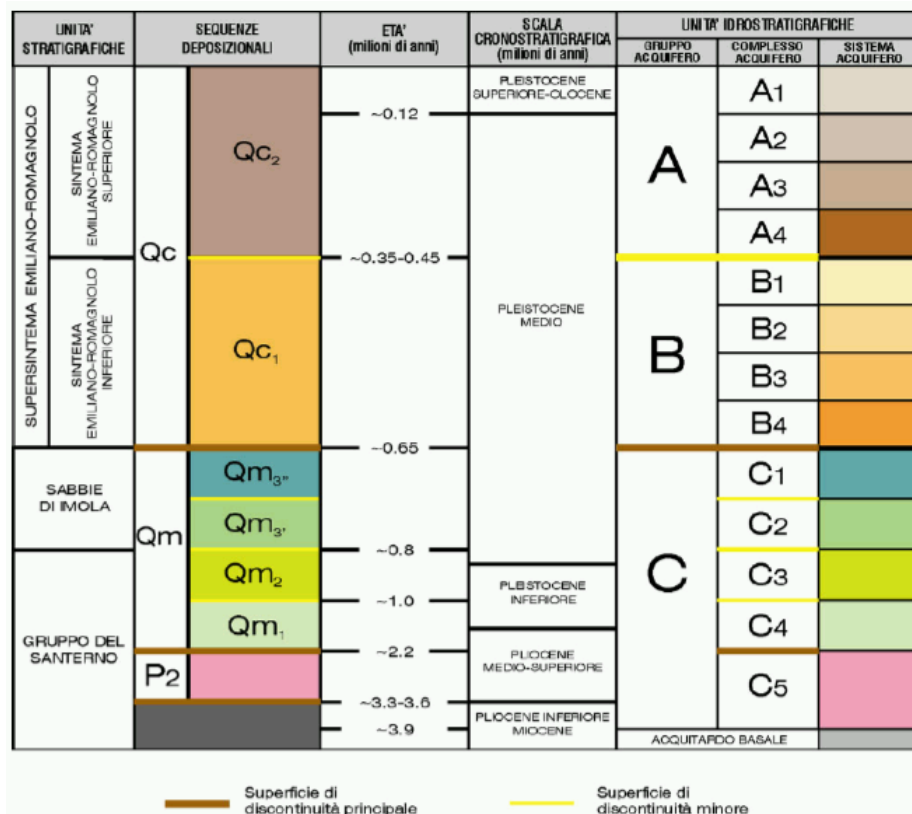 UNITA' STRATIGRAFICHE
SEQUENZE DEPOSIZIONALI
ETA'
(milioni di anni)
SCALA
CRONOSTRATIGRAFICA
(milioni di anni)
UNITA' IDROSTRATIGRAFICHE
GRUPPO ACQUIFERO
COMPLESSO ACQUIFERO
SISTEMA ACQUIFERO
SUPERSINTEMA EMILIANO-ROMAGNOLO
SINTEMA
EMILIANO-ROMAGNOLO
SUPERIORE
SINTEMA
EMILIANO-ROMAGNOLO
INFERIORE
SABBIE
DI IMOLA
GRUPPO DEL
SANTERNO
Qc
Qm
P2
Qc2
Qc1
Qm3"
Qm3'
Qm2
Qm1
~0.12
~0.35-0.45
~0.65
~0.8
~1.0
~2.2
~3.3-3.6
~3.9
PLEISTOCENE
SUPERIORE-OLOCENE
PLEISTOCENE
MEDIO
PLEISTOCENE
INFERIORE
PLIOCENE
MEDIO-SUPERIORE
PLIOCENE INFERIORE
MIOCENE
A
B
C
A1
A2
A3
A4
B1
B2
B3
B4
C1
C2
C3
C4
C5
ACQUITARDO BASALE
Superficie di
discontinuità principale
Superficie di
discontinuità minore